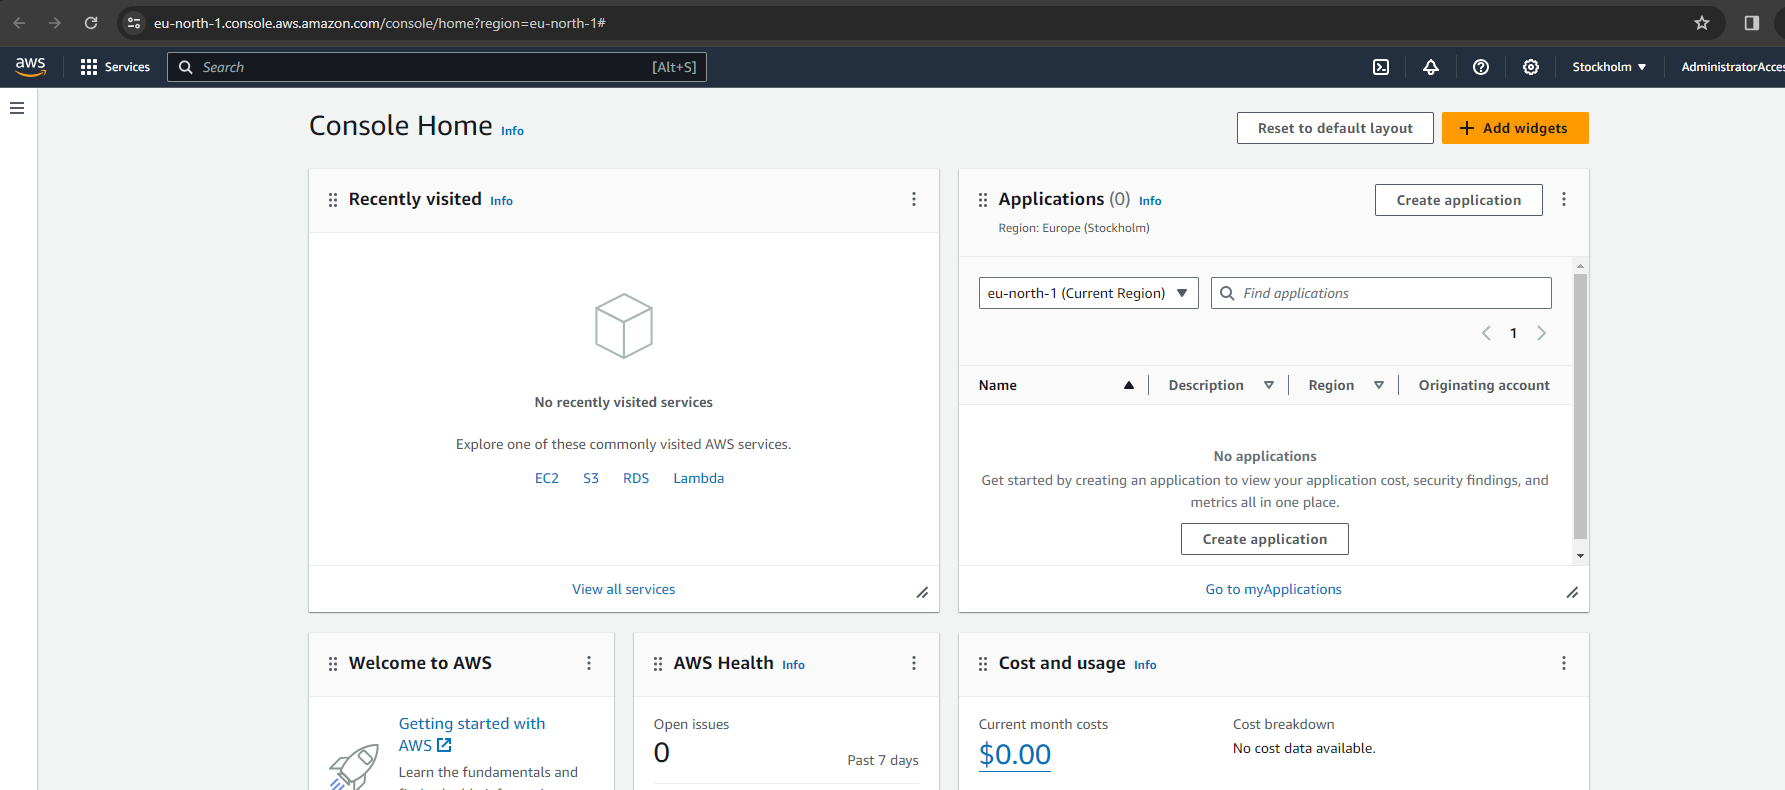 eu-north-1.console.aws.amazon.com/console/home?region=eu-north-1#
aws
Services
Search
[Alt+S]
Stockholm
AdministratorAcces
Console Home Info
Reset to default layout
Add widgets
Recently visited Info
No recently visited services
Explore one of these commonly visited AWS services.
EC2 S3 RDS Lambda
View all services
Applications (0) Info
Region: Europe (Stockholm)
Create application
eu-north-1 (Current Region)
Find applications
1
Name Description Region Originating account
No applications
Get started by creating an application to view your application cost, security findings, and
metrics all in one place.
Create application
Go to myApplications
Welcome to AWS
Getting started with
AWS
Learn the fundamentals and
AWS Health Info
Open issues
0
Past 7 days
Cost and usage Info
Current month costs
$0.00
Cost breakdown
No cost data available.